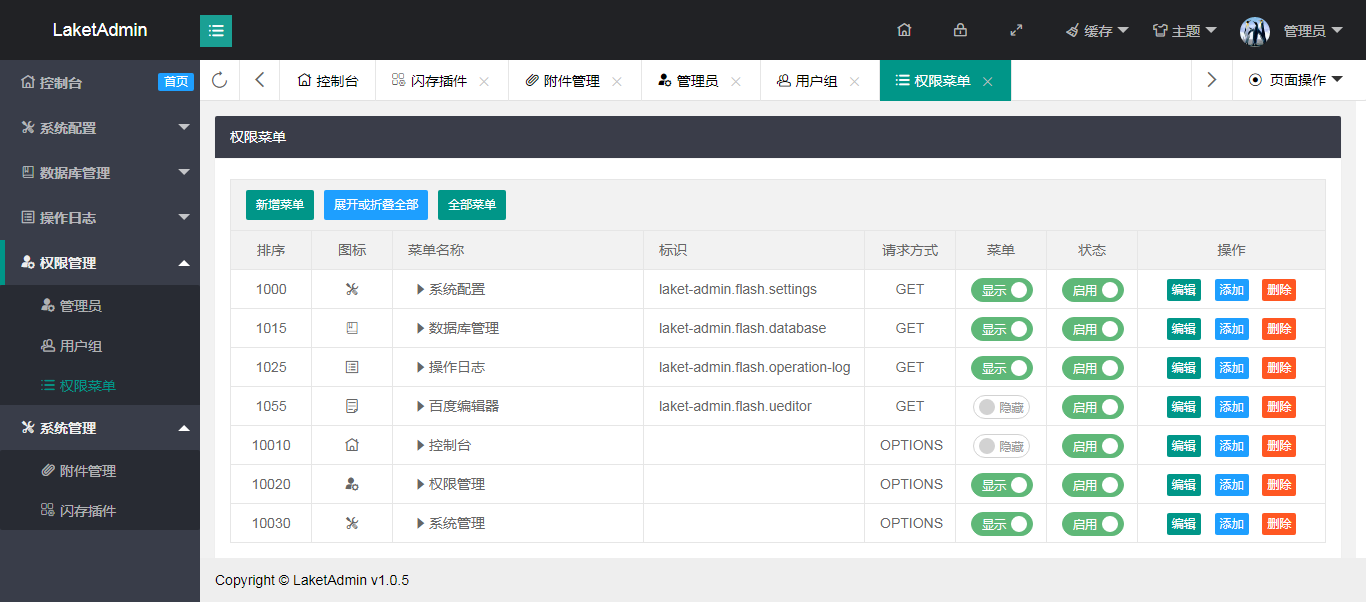 LaketAdmin
缓存
主题
管理员
控制台 首页
系统配置
数据库管理
操作日志
权限管理
管理员
用户组
权限菜单
系统管理
附件管理
闪存插件
控制台 闪存插件 附件管理 管理员 用户组 权限菜单 页面操作
权限菜单
新增菜单 展开或折叠全部 全部菜单
排序 图标 菜单名称 标识 请求方式 菜单 状态 操作
1000 系统配置 laket-admin.flash.settings GET 显示 启用 编辑 添加 删除
1015 数据库管理 laket-admin.flash.database GET 显示 启用 编辑 添加 删除
1025 操作日志 laket-admin.flash.operation-log GET 显示 启用 编辑 添加 删除
1055 百度编辑器 laket-admin.flash.ueditor GET 隐藏 启用 编辑 添加 删除
10010 控制台 OPTIONS 隐藏 启用 编辑 添加 删除
10020 权限管理 OPTIONS 显示 启用 编辑 添加 删除
10030 系统管理 OPTIONS 显示 启用 编辑 添加 删除
Copyright © LaketAdmin v1.0.5